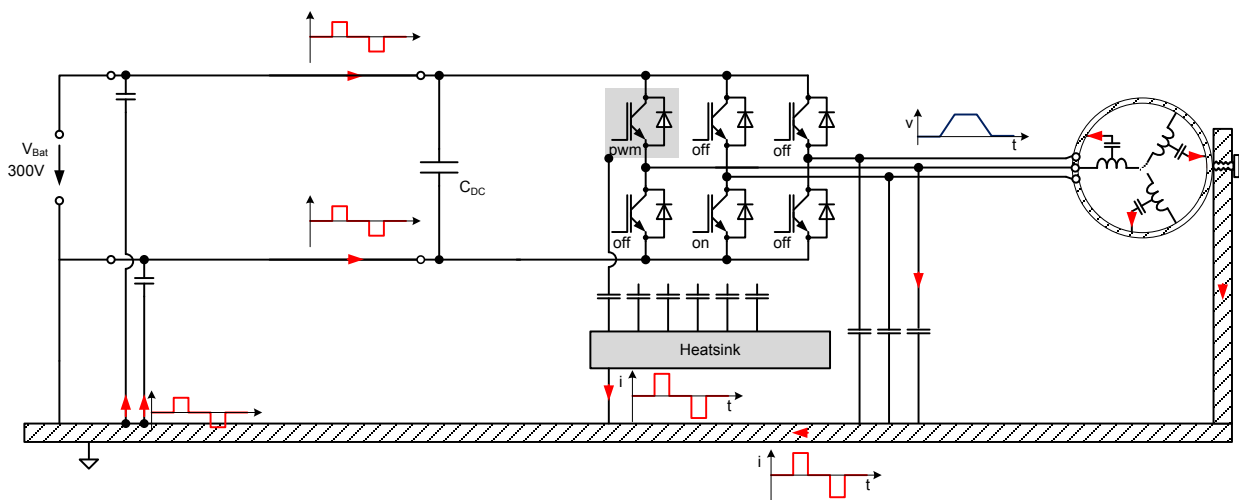 V_Bat
300V
C_DC
pwm
off
off
off
on
off
v
t
Heatsink
i
t
i
t